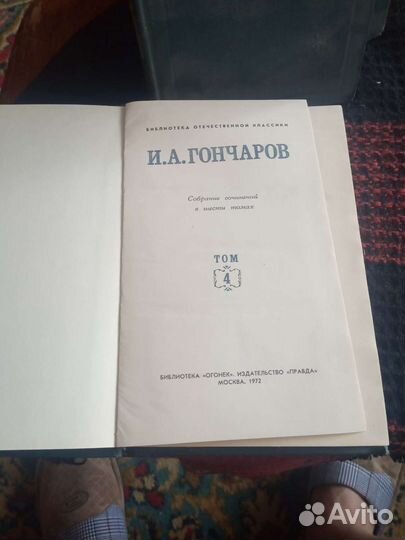 БИБЛИОТЕКА ОТЕЧЕСТВЕННОЙ КЛАССИКИ
И.А.ГОНЧАРОВ
Собрание сочинений
в шести томах
ТОМ
4
БИБЛИОТЕКА «ОГОНЕК». ИЗДАТЕЛЬСТВО «ПРАВДА»
МОСКВА. 1972
Avito